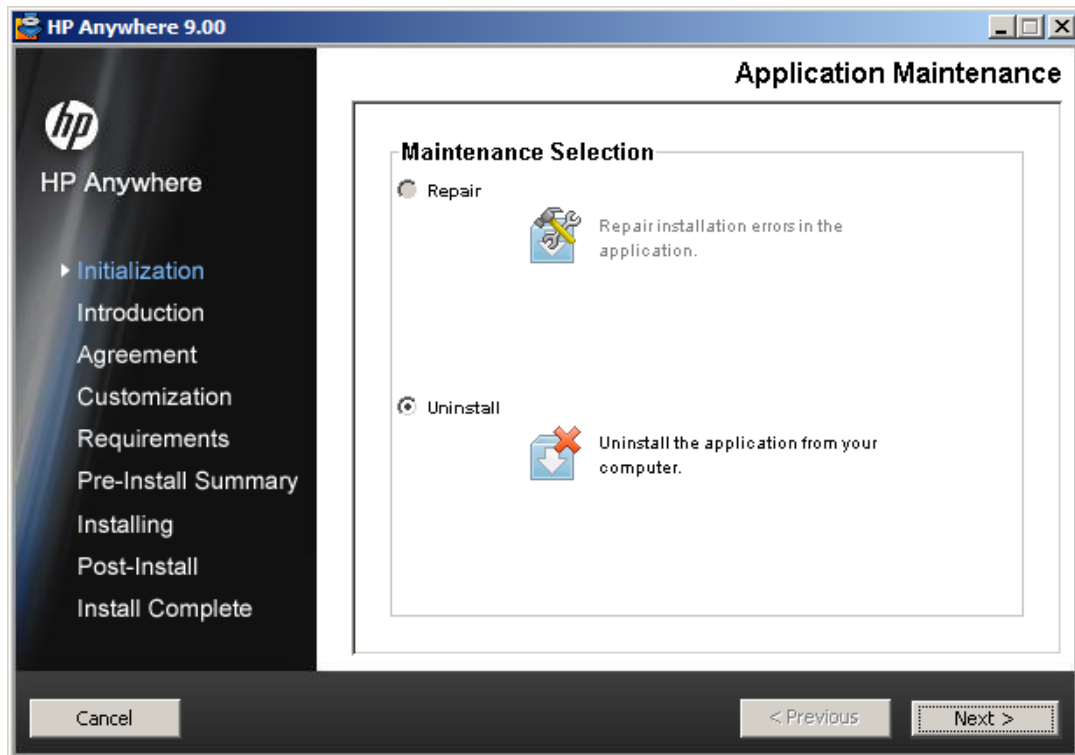 HP Anywhere 9.00
Application Maintenance
hp
HP Anywhere
Initialization
Introduction
Agreement
Customization
Requirements
Pre-Install Summary
Installing
Post-Install
Install Complete
Maintenance Selection
Repair
Repair installation errors in the
application.
Uninstall
Uninstall the application from your
computer.
Cancel
< Previous
Next >